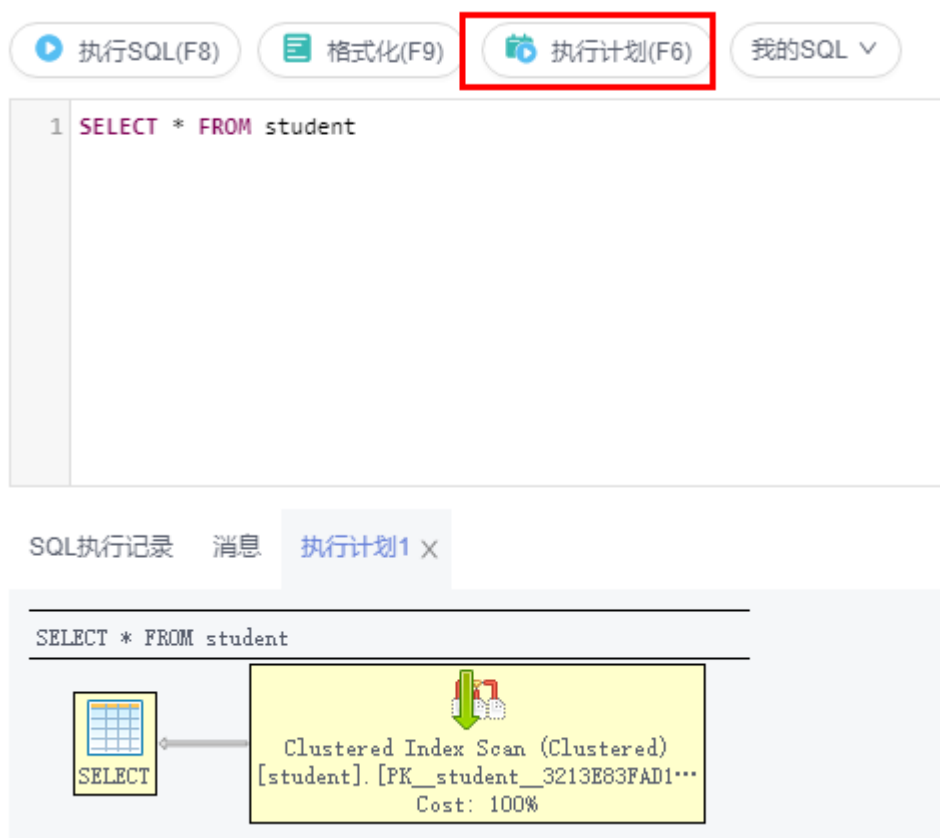 执行SQL(F8) 格式化(F9) 执行计划(F6) 我的SQL
1 SELECT * FROM student
SQL执行记录 消息 执行计划1
SELECT * FROM student
SELECT
Clustered Index Scan (Clustered)
[student].[PK__student__3213E83FAD1...
Cost: 100%